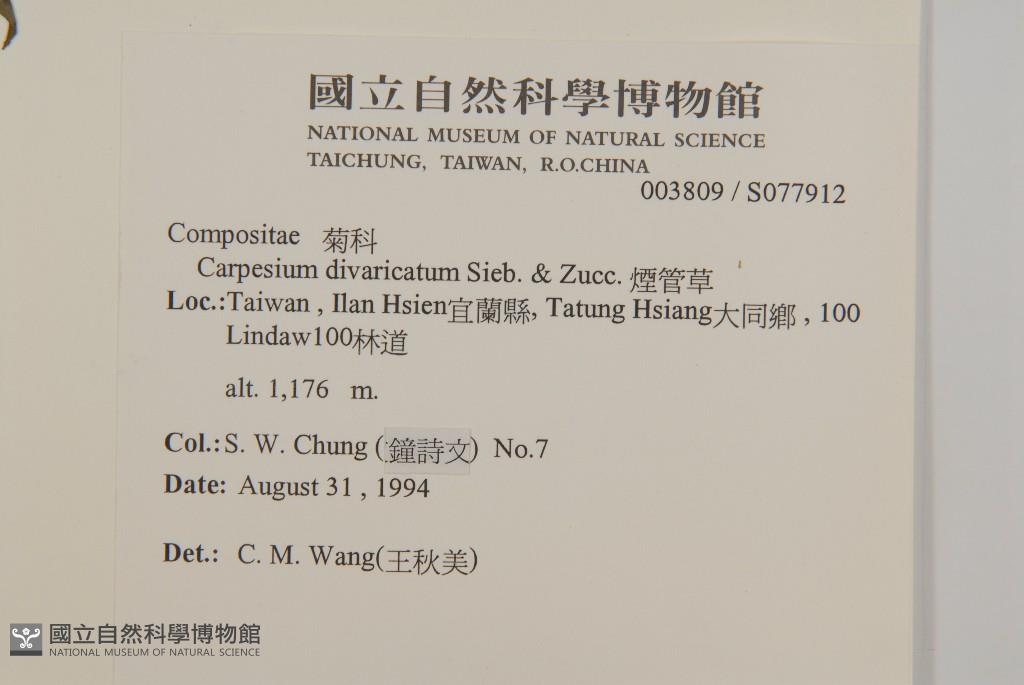 國立自然科學博物館
NATIONAL MUSEUM OF NATURAL SCIENCE
TAICHUNG, TAIWAN, R.O.CHINA
003809 / S077912
Compositae 菊科
Carpesium divaricatum Sieb. & Zucc. 煙管草
Loc.:Taiwan , Ilan Hsien宜蘭縣, Tatung Hsiang大同鄉 , 100
Lindaw100林道
alt. 1,176 m.
Col.: S. W. Chung (鐘詩文) No.7
Date: August 31 , 1994
Det.: C. M. Wang(王秋美)
國立自然科學博物館
NATIONAL MUSEUM OF NATURAL SCIENCE